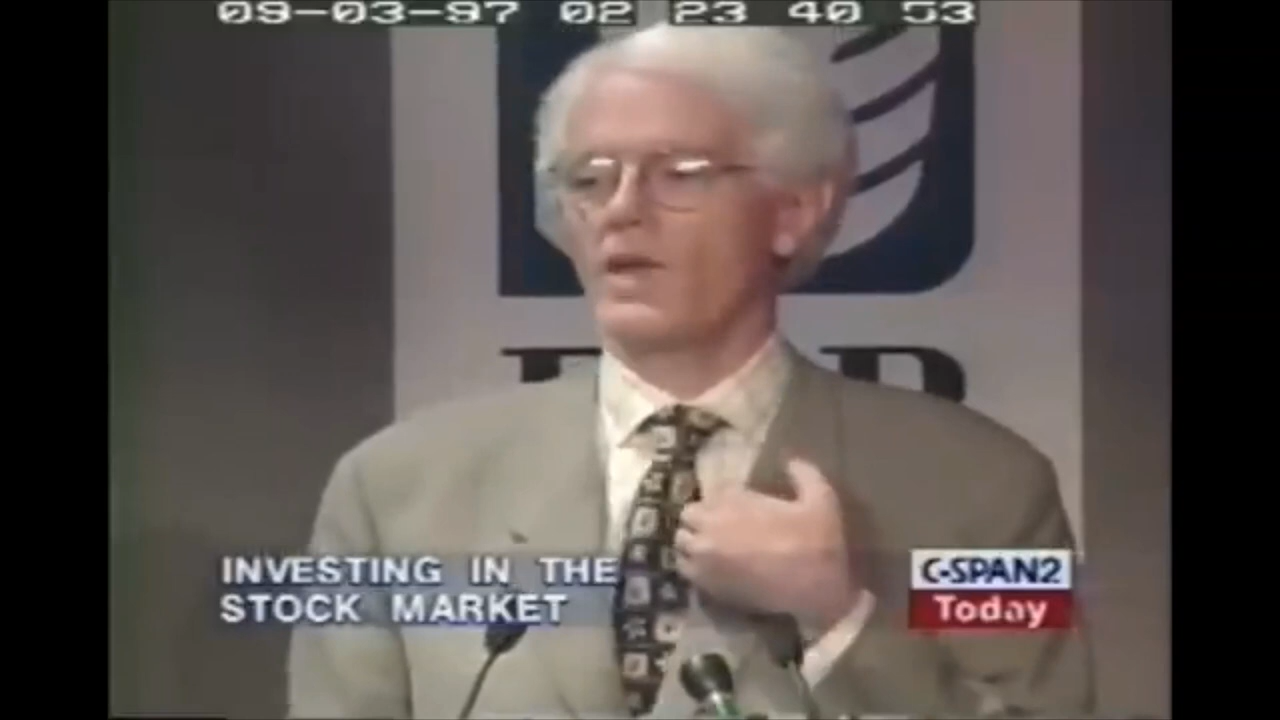 09-03-97 02 23 40 53
INVESTING IN THE
STOCK MARKET
C-SPAN2
Today